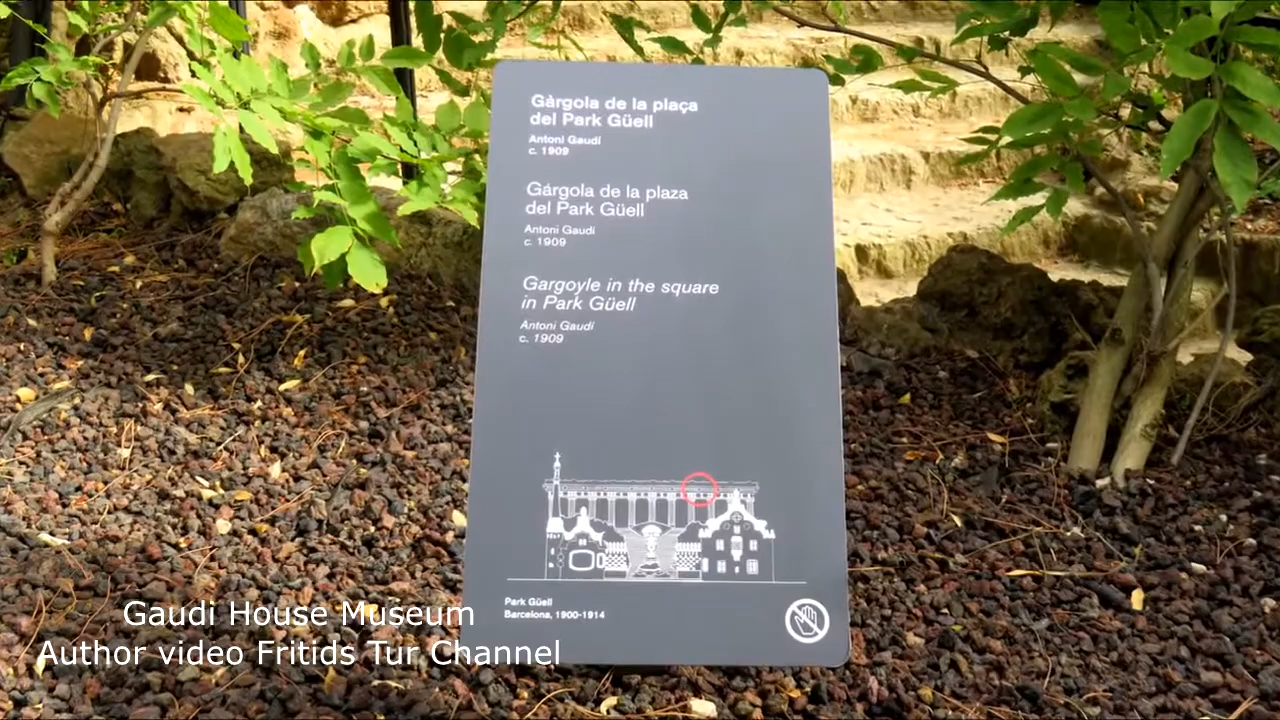 Gàrgola de la plaça
del Park Güell
Antoni Gaudí
c. 1909
Gárgola de la plaza
del Park Güell
Antoni Gaudí
c. 1909
Gargoyle in the square
in Park Güell
Antoni Gaudí
c. 1909
Park Güell
Barcelona, 1900-1914
Gaudi House Museum
Author video Fritids Tur Channel